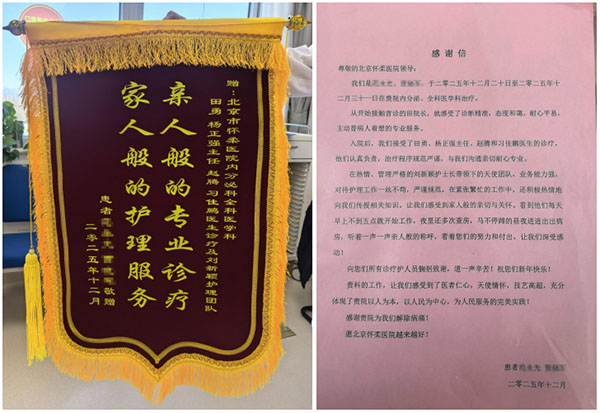 赠：北京市怀柔医院内分泌科全科医学科
田勇 杨正强主任 赵腾 习佳鹏医生诊疗及刘新颖护理团队
亲人般的专业诊疗
家人般的护理服务
患者 敬赠
二〇二五年十二月
感谢信
尊敬的北京怀柔医院领导：
我们是 ，于二〇二五年十二月二十日至二〇二五年十
二月三十一日在贵院内分泌、全科医学科治疗。
从开始接触首诊的田院长，就感受了诊断精准，态度和蔼，耐心平易，
主动替病人着想的专业服务。
入院后，我们接受了田勇、杨正强主任，赵腾和习佳鹏医生的诊疗，
他们认真负责，治疗程序规范严谨，与我们沟通亲切耐心专业。
在热情、管理严格的刘新颖护士长带领下的天使团队，业务能力强，
对待护理工作一丝不苟，严谨规范，在紧张繁忙的工作中，还积极热情地
向我们传授相关知识，让我们感受到家人般的亲切与关怀。看到他们每天
早上不到五点就开始工作，夜里还多次查房，马不停蹄的昼夜进进出出病
房，听着一声一声亲人般的称呼，看着您们的努力和付出，让我们深受感
动！
向您们所有诊疗护人员鞠躬致谢，道一声辛苦！祝您们新年快乐！
贵科的工作，让我们感受到了医者仁心，天使情怀，技艺高超，充分
体现了贵院以人为本，以人民为中心，为人民服务的完美实践！
感谢贵院为我们解除病痛！
愿北京怀柔医院越来越好！
患者
二〇二五年十二月